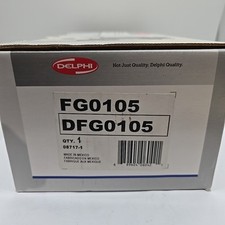 DELPHI
Not Just Quality. Delphi Quality.
FG0105
DFG0105
QTY. 1
MADE IN MEXICO